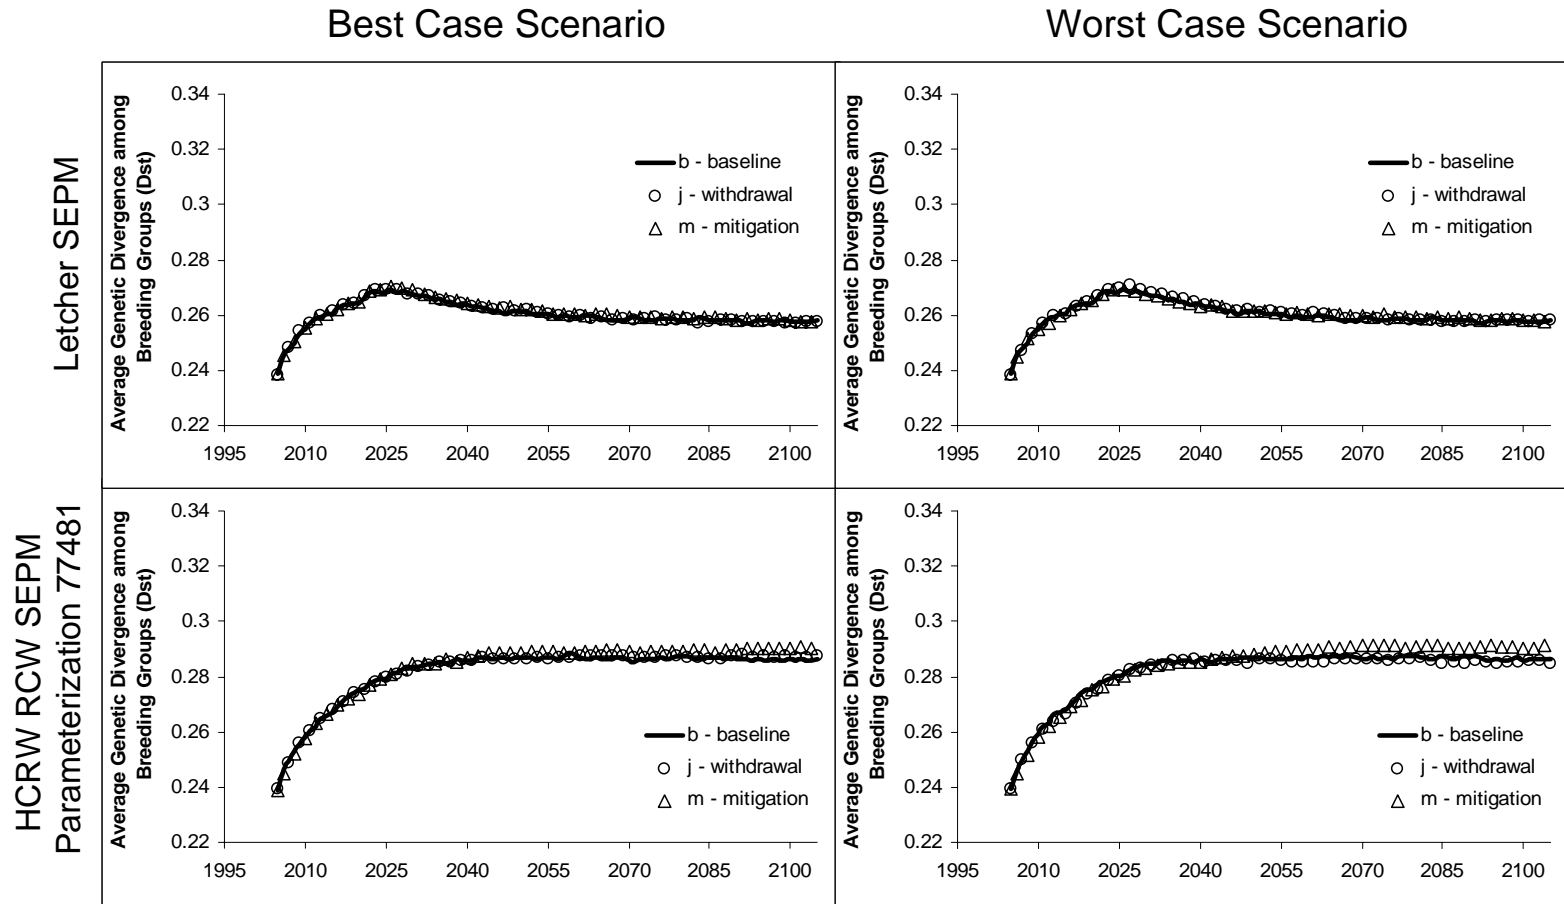 Best Case Scenario
Worst Case Scenario
Letcher SEPM
Average Genetic Divergence among
Breeding Groups (Dst)
0.34
0.32
0.3
0.28
0.26
0.24
0.22
1995 2010 2025 2040 2055 2070 2085 2100
b - baseline
j - withdrawal
m - mitigation
Average Genetic Divergence among
Breeding Groups (Dst)
0.34
0.32
0.3
0.28
0.26
0.24
0.22
1995 2010 2025 2040 2055 2070 2085 2100
b - baseline
j - withdrawal
m - mitigation
HCRW RCW SEPM
Parameterization 77481
Average Genetic Divergence among
Breeding Groups (Dst)
0.34
0.32
0.3
0.28
0.26
0.24
0.22
1995 2010 2025 2040 2055 2070 2085 2100
b - baseline
j - withdrawal
m - mitigation
Average Genetic Divergence among
Breeding Groups (Dst)
0.34
0.32
0.3
0.28
0.26
0.24
0.22
1995 2010 2025 2040 2055 2070 2085 2100
b - baseline
j - withdrawal
m - mitigation